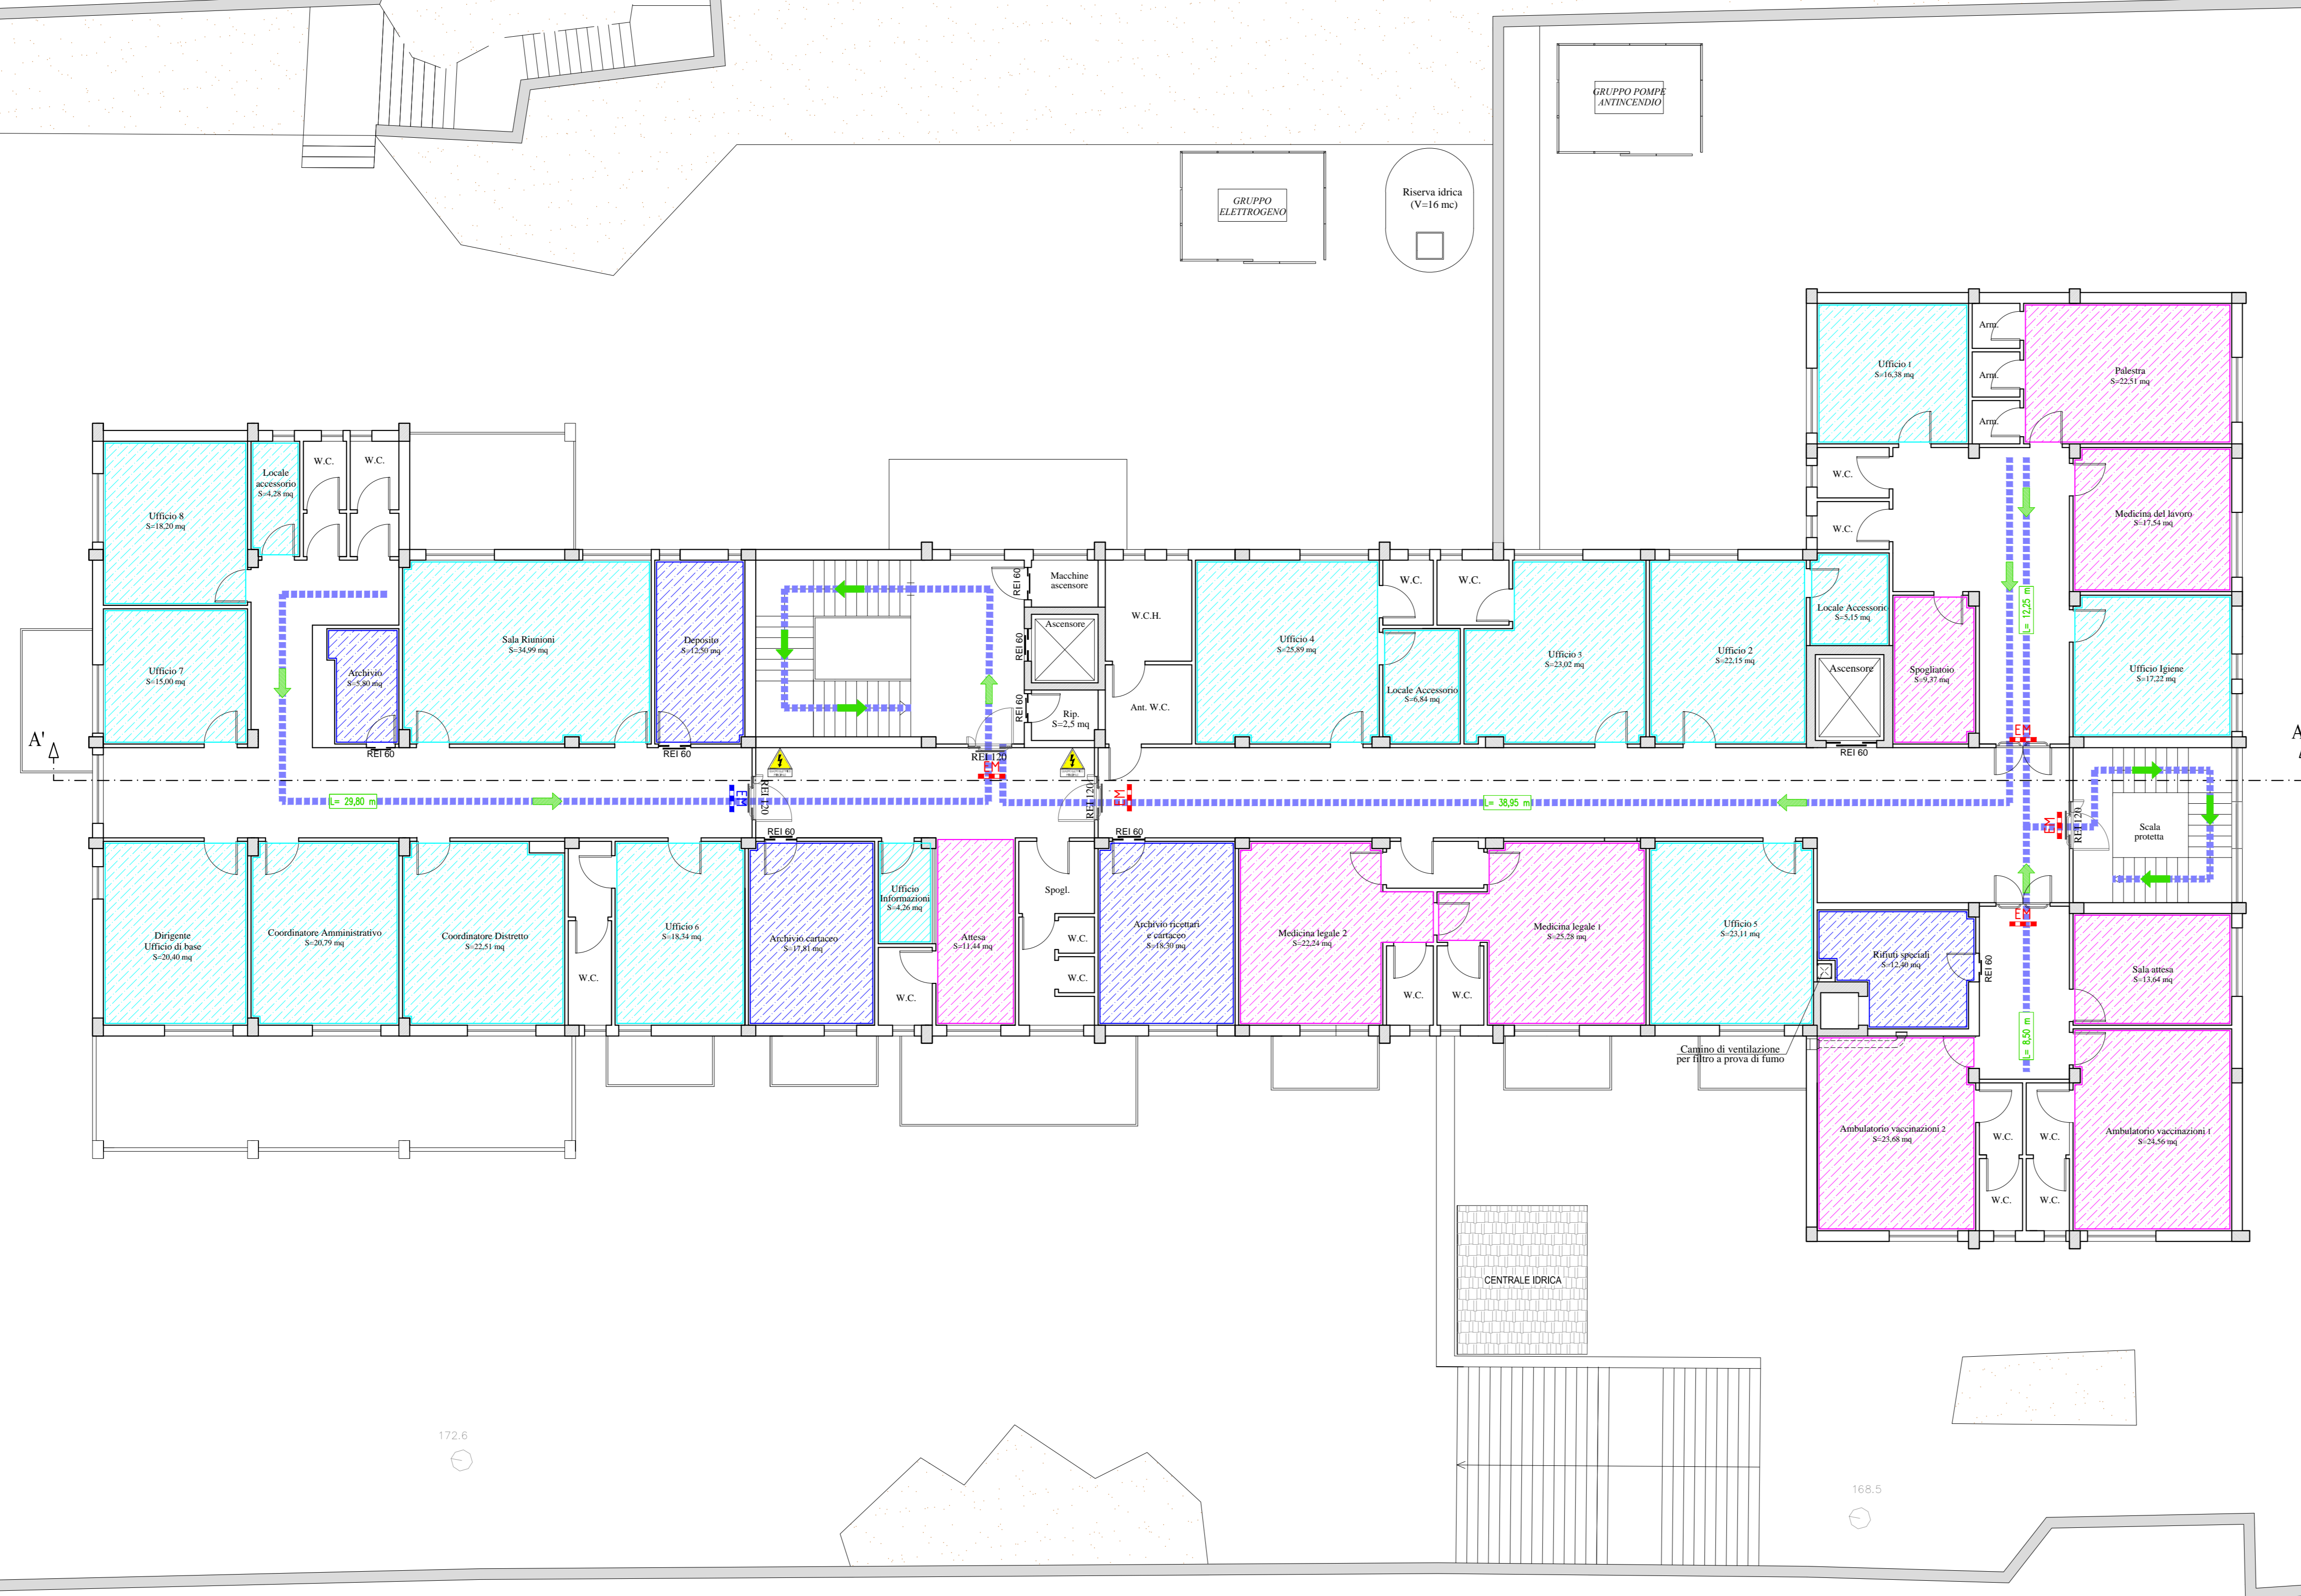 GRUPPO POMPE
ANTINCENDIO
Riserva idrica
(V=16 mc)
GRUPPO
ELETTROGENO
Arm.
Ufficio 1
S=16,38 mq
Palestra
S=22,51 mq
Arm.
Arm.
W.C.
W.C.
Locale
accessorio
S=4,28 mq
W.C.
Ufficio 8
S=18,20 mq
Medicina del lavoro
S=17,54 mq
W.C.
REI 60
Macchine
ascensore
W.C.
W.C.
Locale Accessorio
S=5,15 mq
L= 12,25 m
W.C.H.
Ascensore
Sala Riunioni
S=34,99 mq
Deposito
S=12,50 mq
REI 60
Ufficio 4
S=25,89 mq
Ufficio 3
S=23,02 mq
Ufficio 2
S=22,15 mq
Ufficio 7
S=15,00 mq
Archivio
S=5,80 mq
Ascensore
Spogliatoio
S=9,37 mq
Ufficio Igiene
S=17,22 mq
Locale Accessorio
S=6,84 mq
REI 60
Rip.
S=2,5 mq
Ant. W.C.
EM
A'
A
REI 60
REI 60
REI 120
EM
REI 60
L= 29,80 m
EM
REI 120
REI 120
EM
L= 38,95 m
EM
REI 120
Scala
protetta
REI 60
REI 60
Ufficio
Informazioni
S=4,26 mq
Spogl.
EM
Dirigente
Ufficio di base
S=20,40 mq
Coordinatore Amministrativo
S=20,79 mq
Coordinatore Distretto
S=22,51 mq
Ufficio 6
S=18,34 mq
Archivio cartaceo
S=17,81 mq
Attesa
S=11,44 mq
W.C.
Archivio ricettari
e cartaceo
S=18,30 mq
Medicina legale 2
S=22,24 mq
Medicina legale 1
S=25,28 mq
Ufficio 5
S=23,11 mq
Rifiuti speciali
S=12,40 mq
REI 60
Sala attesa
S=13,64 mq
W.C.
W.C.
W.C.
W.C.
W.C.
L= 8,50 m
Camino di ventilazione
per filtro a prova di fumo
Ambulatorio vaccinazioni 2
S=23,68 mq
W.C.
W.C.
Ambulatorio vaccinazioni 1
S=24,56 mq
W.C.
W.C.
CENTRALE IDRICA
172.6
168.5